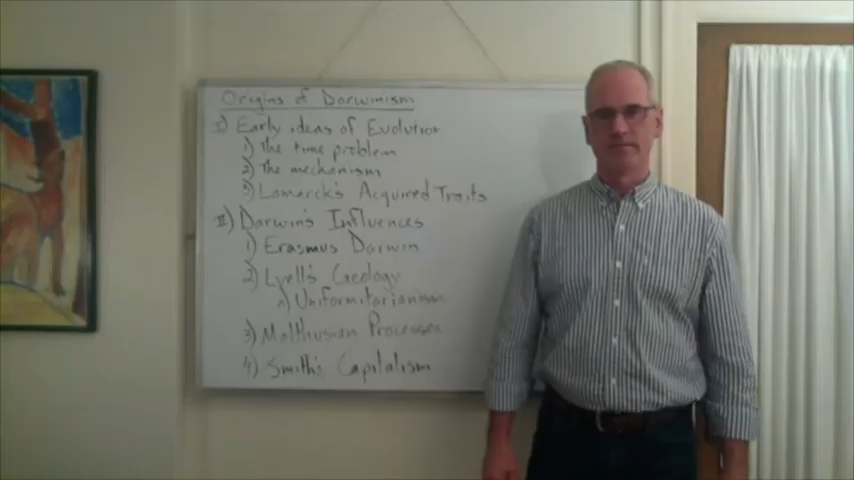 Origins of Darwinism
I) Early ideas of Evolution
1) The time problem
2) The mechanism
3) Lamarck's Acquired Traits
II) Darwin's Influences
1) Erasmus Darwin
2) Lyell's Geology
a) Uniformitarianism
3) Malthusian Processes
4) Smith's Capitalism